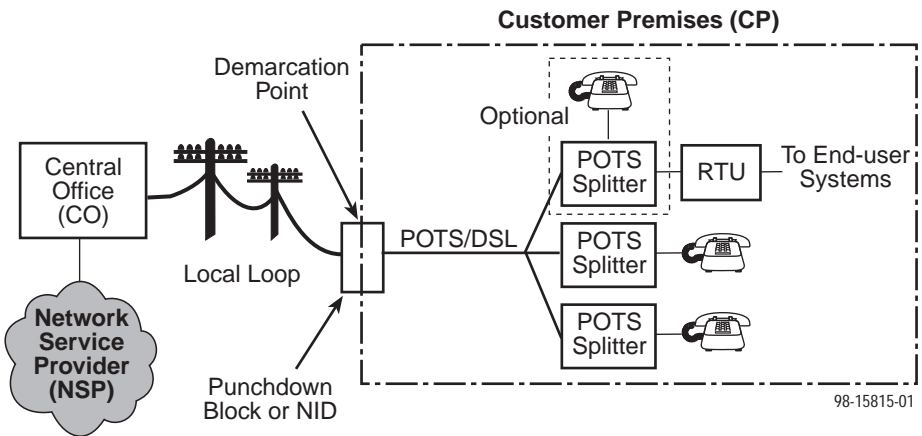 Customer Premises (CP)
Demarcation
Point
Optional
Central
Office
(CO)
POTS
Splitter
RTU
To End-user
Systems
Local Loop
POTS/DSL
POTS
Splitter
Network
Service
Provider
(NSP)
POTS
Splitter
Punchdown
Block or NID
98-15815-01